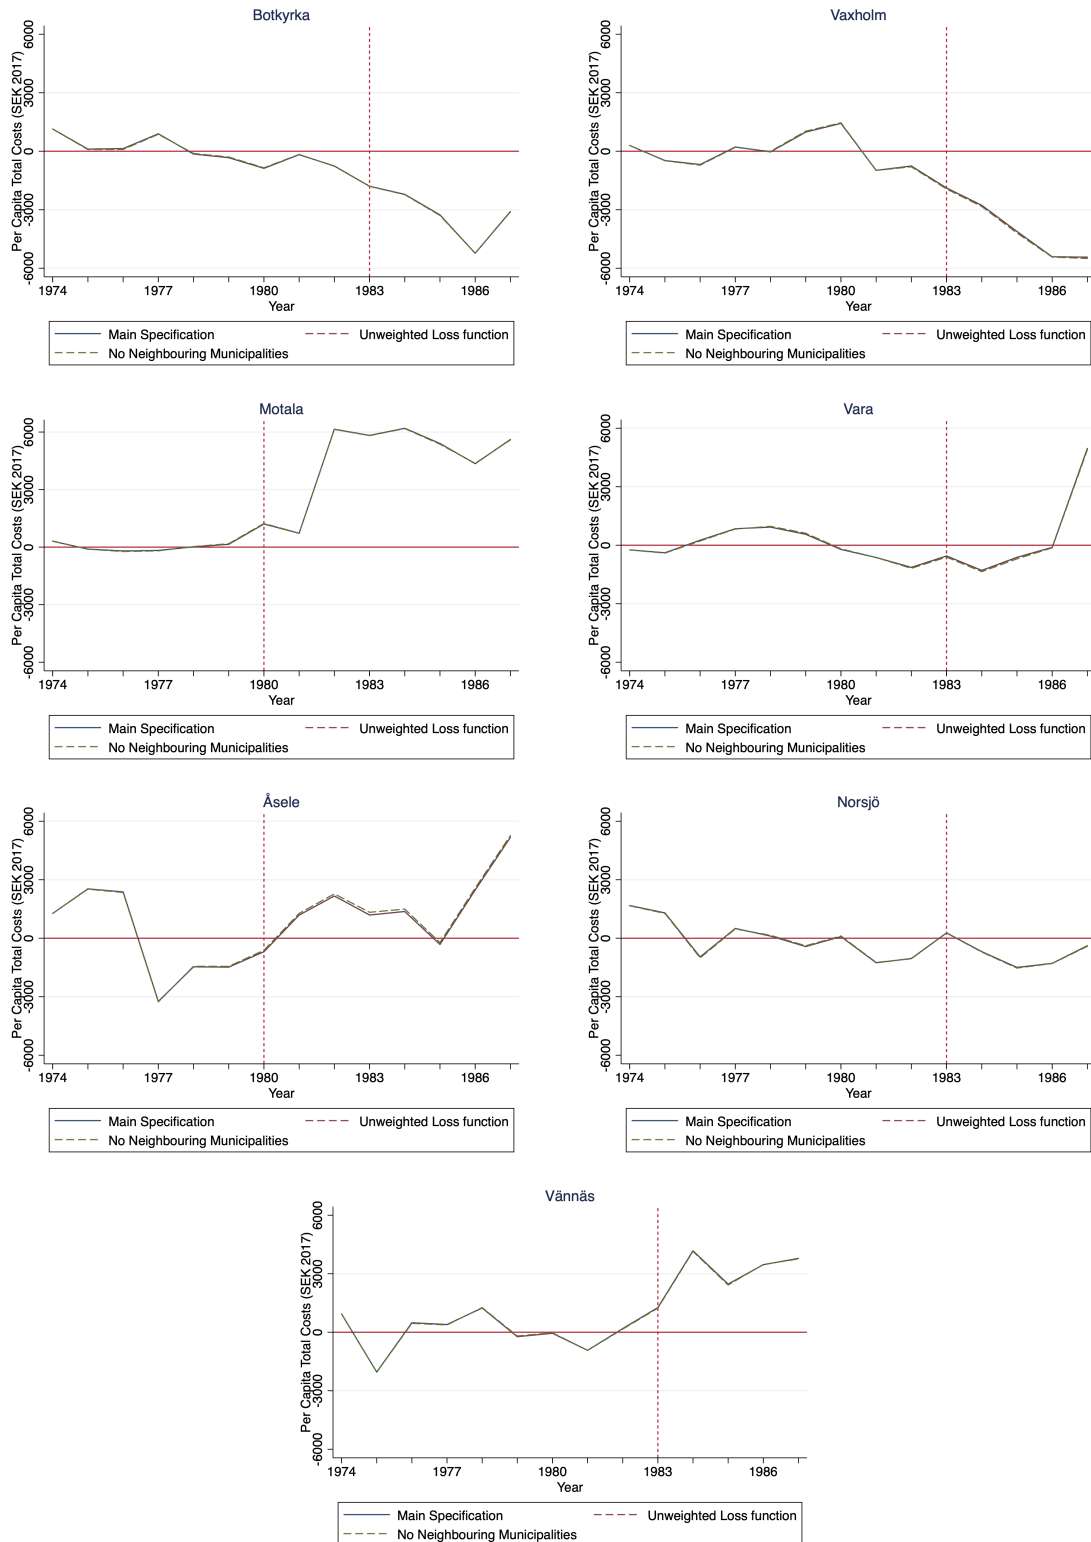 Botkyrka
Per Capita Total Costs (SEK 2017)
6000
3000
0
-3000
-6000
1974 1977 1980 1983 1986
Year
Main Specification Unweighted Loss function
No Neighbouring Municipalities
Vaxholm
Per Capita Total Costs (SEK 2017)
6000
3000
0
-3000
-6000
1974 1977 1980 1983 1986
Year
Main Specification Unweighted Loss function
No Neighbouring Municipalities
Motala
Per Capita Total Costs (SEK 2017)
6000
3000
0
-3000
-6000
1974 1977 1980 1983 1986
Year
Main Specification Unweighted Loss function
No Neighbouring Municipalities
Vara
Per Capita Total Costs (SEK 2017)
6000
3000
0
-3000
-6000
1974 1977 1980 1983 1986
Year
Main Specification Unweighted Loss function
No Neighbouring Municipalities
Åsele
Per Capita Total Costs (SEK 2017)
6000
3000
0
-3000
-6000
1974 1977 1980 1983 1986
Year
Main Specification Unweighted Loss function
No Neighbouring Municipalities
Norsjö
Per Capita Total Costs (SEK 2017)
6000
3000
0
-3000
-6000
1974 1977 1980 1983 1986
Year
Main Specification Unweighted Loss function
No Neighbouring Municipalities
Vännäs
Per Capita Total Costs (SEK 2017)
6000
3000
0
-3000
-6000
1974 1977 1980 1983 1986
Year
Main Specification Unweighted Loss function
No Neighbouring Municipalities